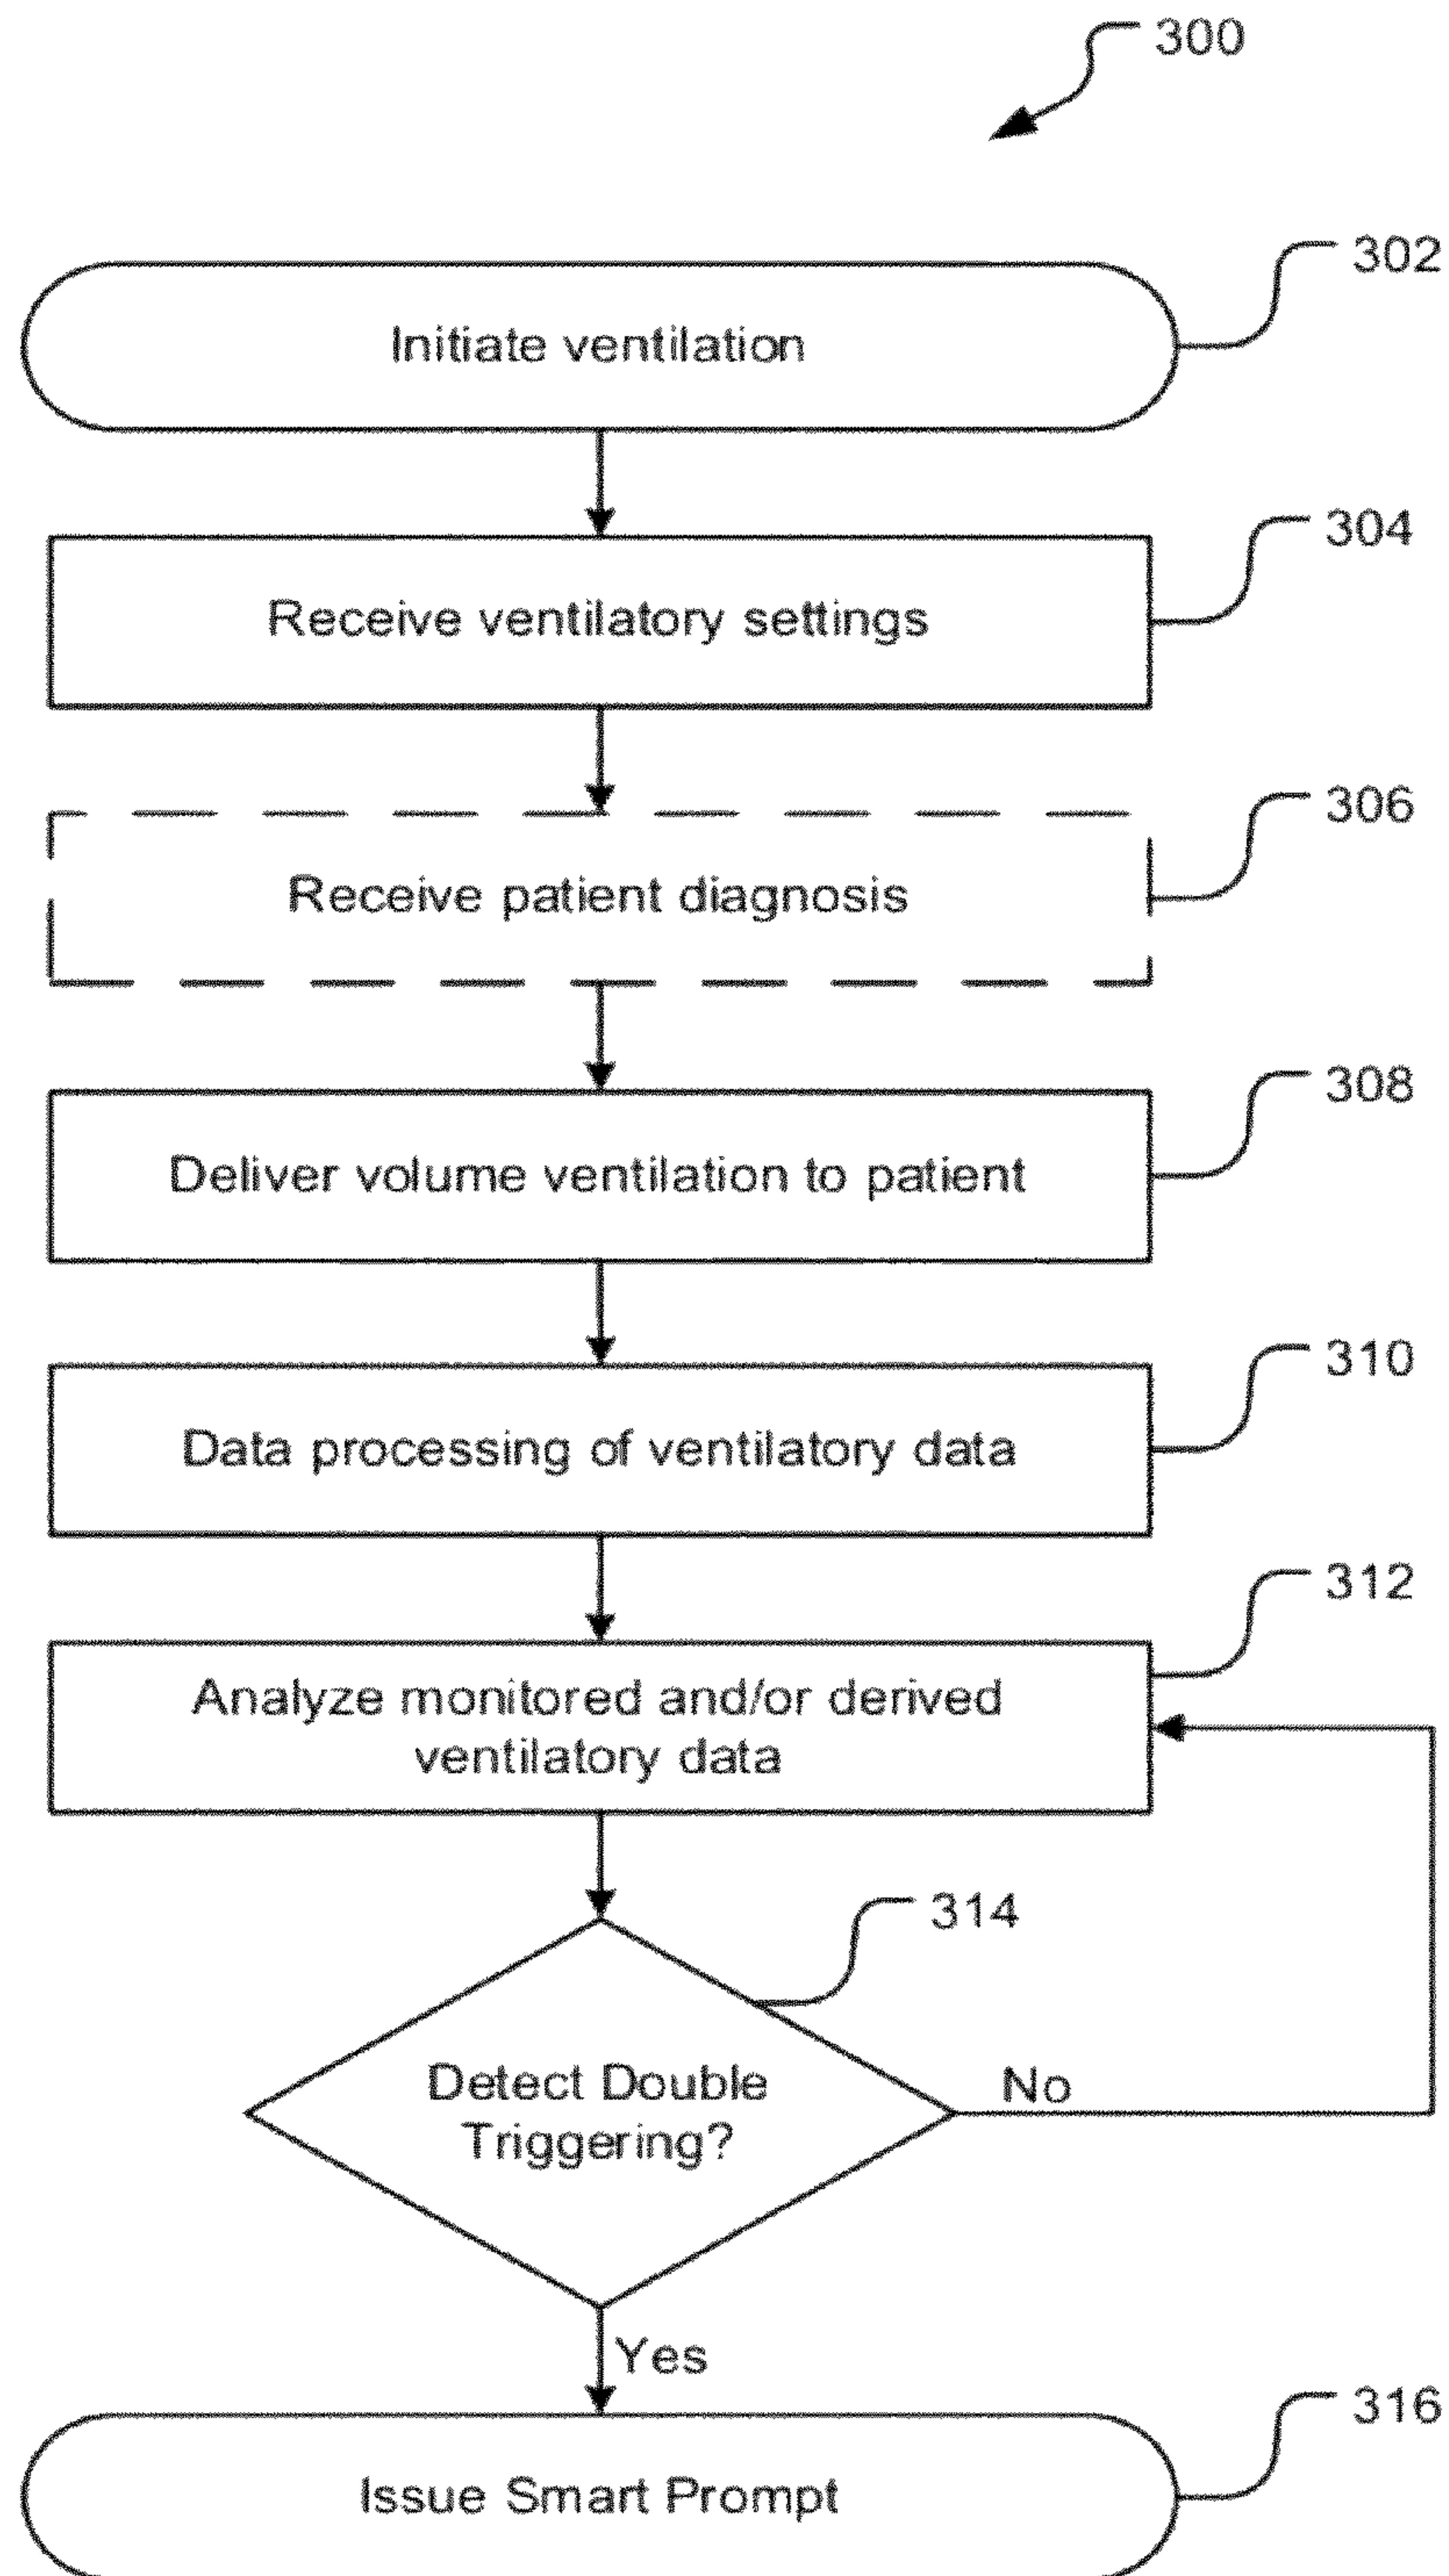 300
302
Initiate ventilation
304
Receive ventilatory settings
306
Receive patient diagnosis
308
Deliver volume ventilation to patient
310
Data processing of ventilatory data
312
Analyze monitored and/or derived
ventilatory data
314
Detect Double
Triggering?
No
Yes
316
Issue Smart Prompt